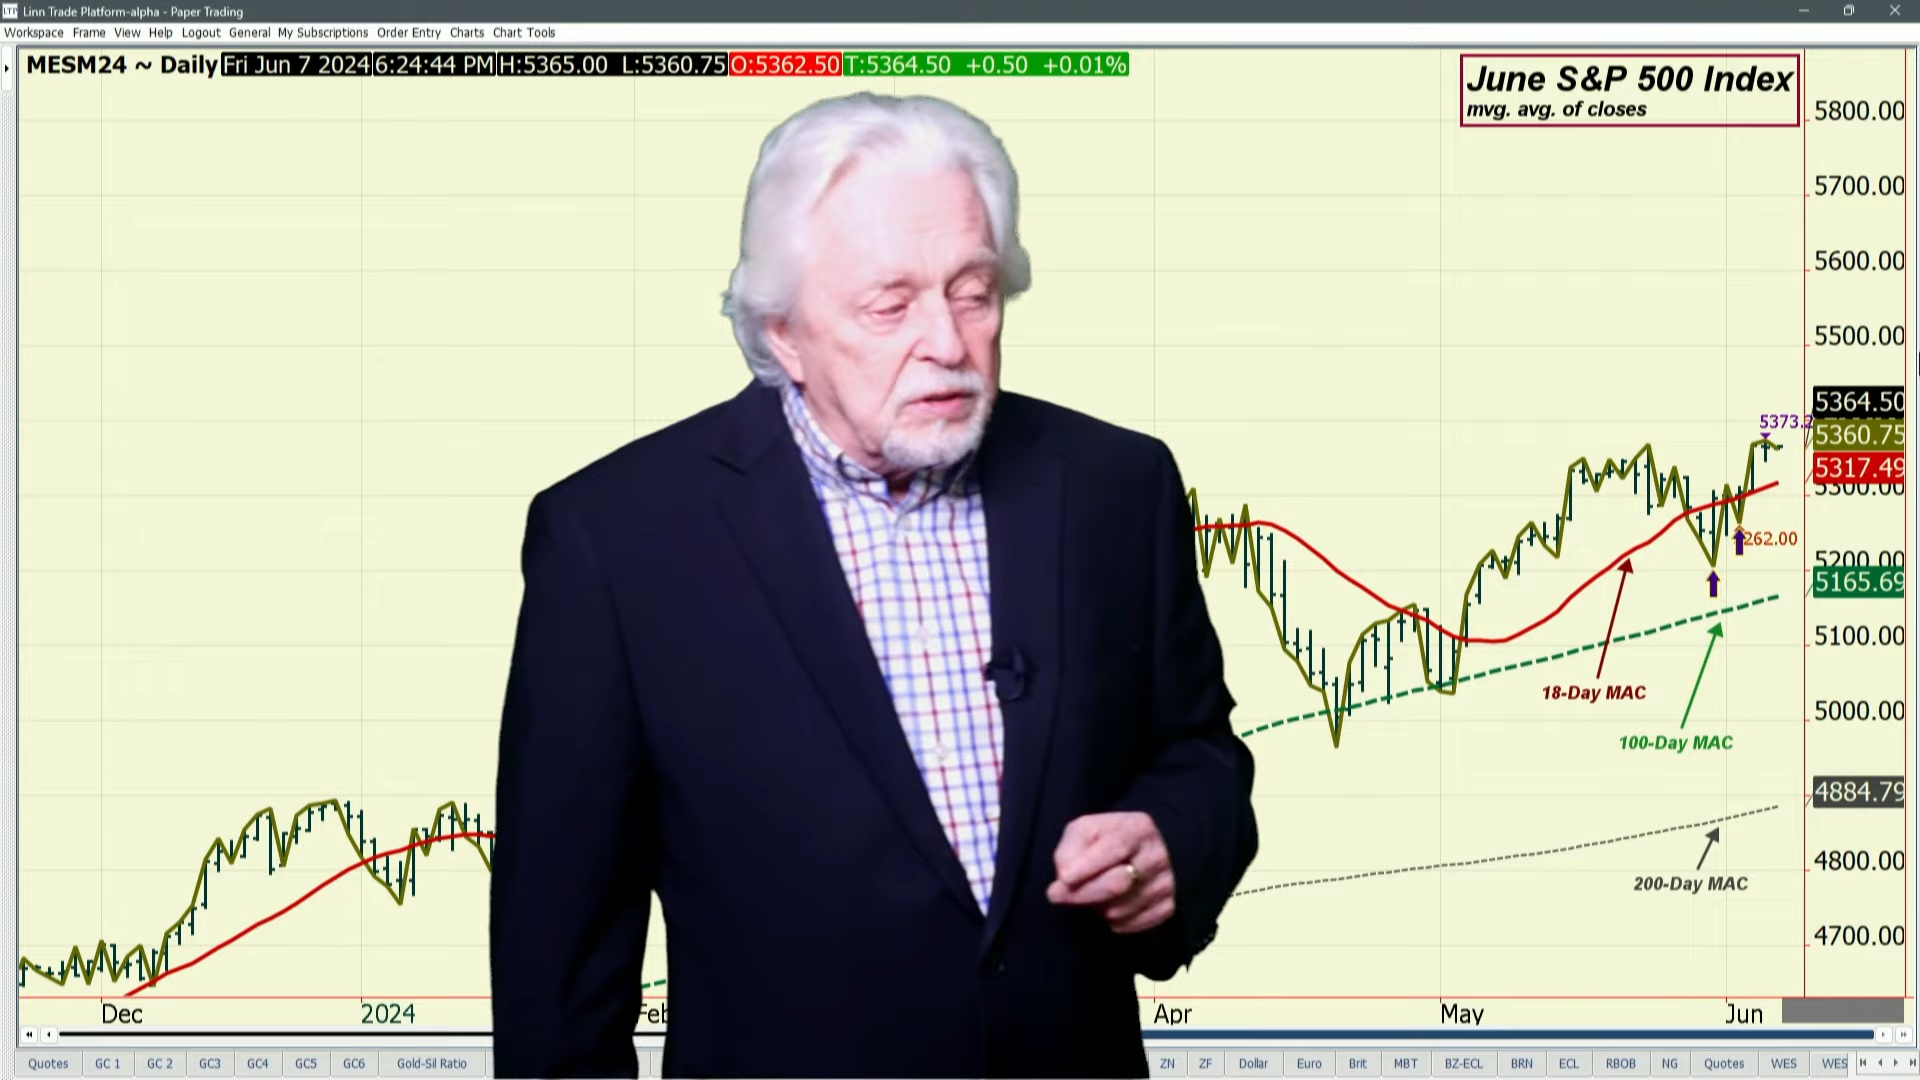 Linn Trade Platform-alpha - Paper Trading
Workspace Frame View Help Logout General My Subscriptions Order Entry Charts Chart Tools
MESM24 ~ Daily Fri Jun 7 2024 6:24:44 PM H:5365.00 L:5360.75 O:5362.50 T:5364.50 +0.50 +0.01%
June S&P 500 Index
mvg. avg. of closes
5800.00
5700.00
5600.00
5500.00
5364.50
5373.2
5360.75
5317.49
5300.00
262.00
5200.00
5165.69
5100.00
18-Day MAC
5000.00
100-Day MAC
4884.79
4800.00
200-Day MAC
4700.00
Dec 2024 Feb Apr May Jun
Quotes GC 1 GC 2 GC3 GC4 GC5 GC6 Gold-Sil Ratio ZN ZF Dollar Euro Brit MBT BZ-ECL BRN ECL RBOB NG Quotes WES WES